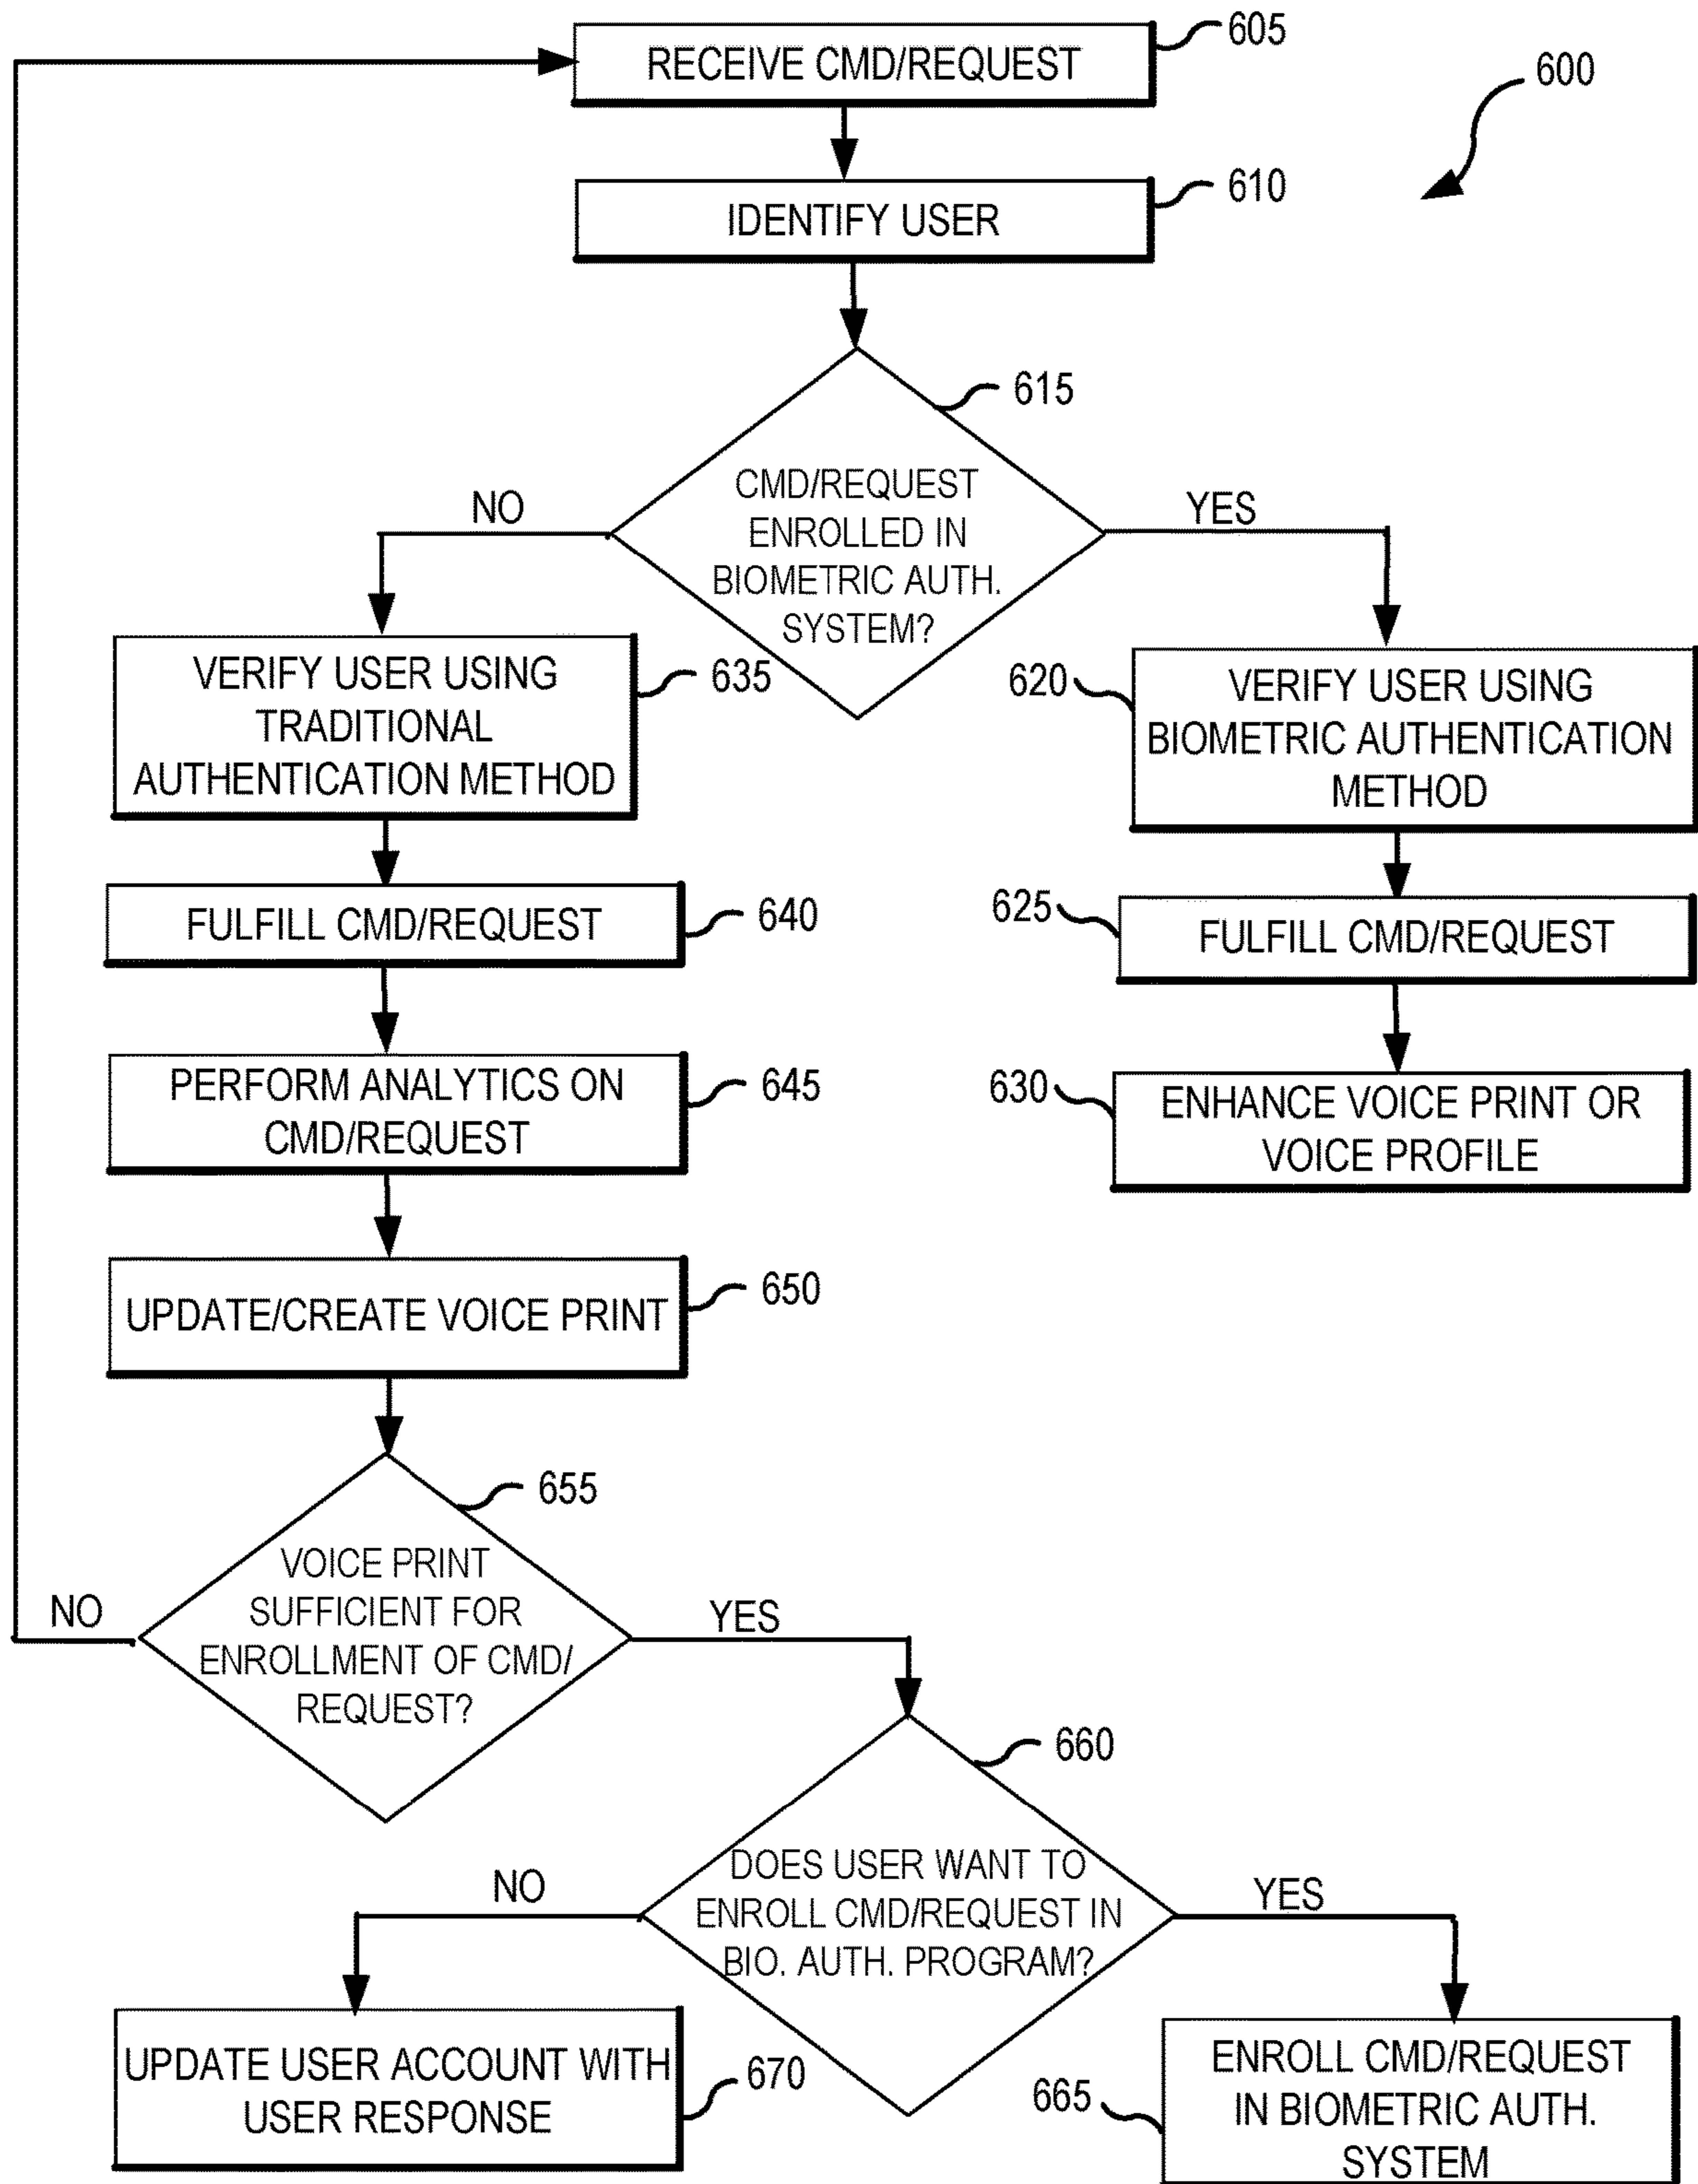 605
RECEIVE CMD/REQUEST
600
610
IDENTIFY USER
615
CMD/REQUEST
ENROLLED IN
BIOMETRIC AUTH.
SYSTEM?
NO
YES
VERIFY USER USING
TRADITIONAL
AUTHENTICATION METHOD
635
620
VERIFY USER USING
BIOMETRIC AUTHENTICATION
METHOD
FULFILL CMD/REQUEST
640
625
FULFILL CMD/REQUEST
PERFORM ANALYTICS ON
CMD/REQUEST
645
630
ENHANCE VOICE PRINT OR
VOICE PROFILE
UPDATE/CREATE VOICE PRINT
650
655
VOICE PRINT
SUFFICIENT FOR
ENROLLMENT OF CMD/
REQUEST?
NO
YES
660
DOES USER WANT TO
ENROLL CMD/REQUEST IN
BIO. AUTH. PROGRAM?
NO
YES
UPDATE USER ACCOUNT WITH
USER RESPONSE
670
665
ENROLL CMD/REQUEST
IN BIOMETRIC AUTH.
SYSTEM